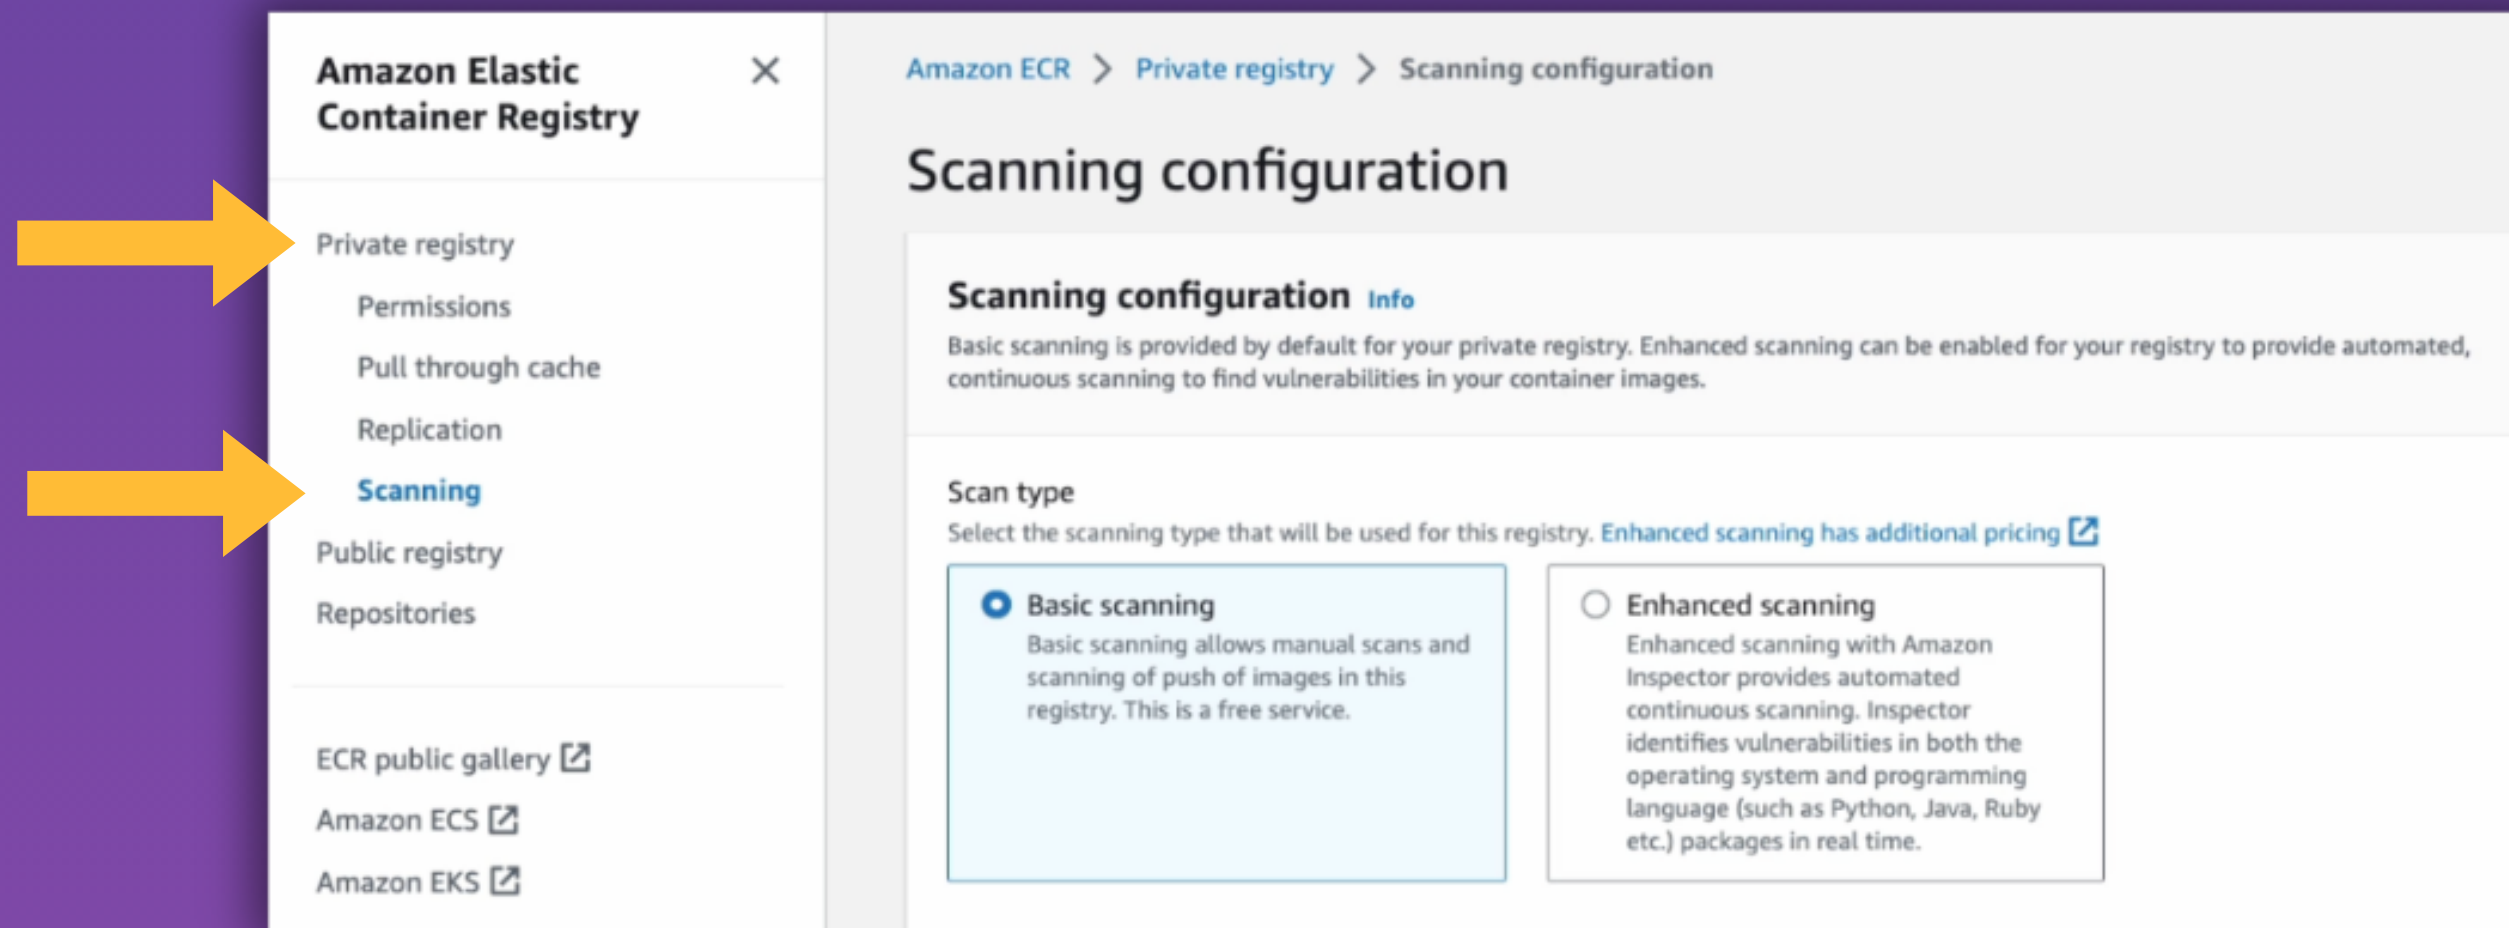 Amazon Elastic
Container Registry
Private registry
Permissions
Pull through cache
Replication
Scanning
Public registry
Repositories
ECR public gallery
Amazon ECS
Amazon EKS
Amazon ECR > Private registry > Scanning configuration
Scanning configuration
Scanning configuration Info
Basic scanning is provided by default for your private registry. Enhanced scanning can be enabled for your registry to provide automated,
continuous scanning to find vulnerabilities in your container images.
Scan type
Select the scanning type that will be used for this registry. Enhanced scanning has additional pricing
Basic scanning
Basic scanning allows manual scans and
scanning of push of images in this
registry. This is a free service.
Enhanced scanning
Enhanced scanning with Amazon
Inspector provides automated
continuous scanning. Inspector
identifies vulnerabilities in both the
operating system and programming
language (such as Python, Java, Ruby
etc.) packages in real time.